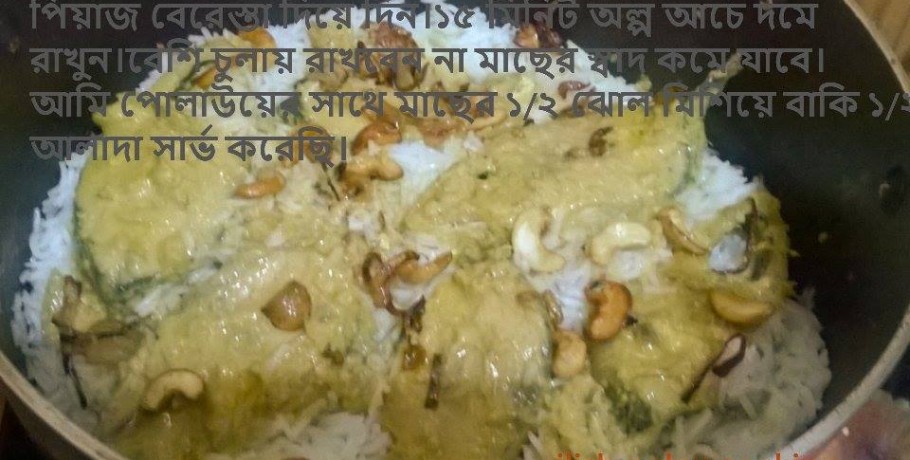 পিয়াজ বেরেস্তা দিয়ে দিন।১৫ মিনিট অল্প আচে দমে
রাখুন।বেশি চুলায় রাখবেন না মাছের স্বাদ কমে যাবে।
আমি পোলাউয়ের সাথে মাছের ১/২ ঝোল মিশিয়ে বাকি ১/২
আলাদা সার্ভ করেছি।